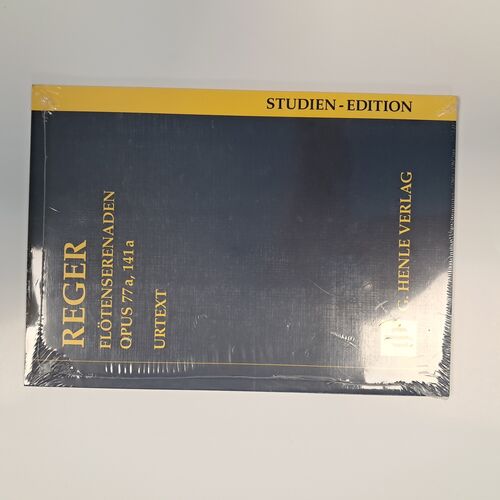 STUDIEN-EDITION
REGER
FLÖTENSERENADEN
OPUS 77a, 141a
URTEXT
G. HENLE VERLAG